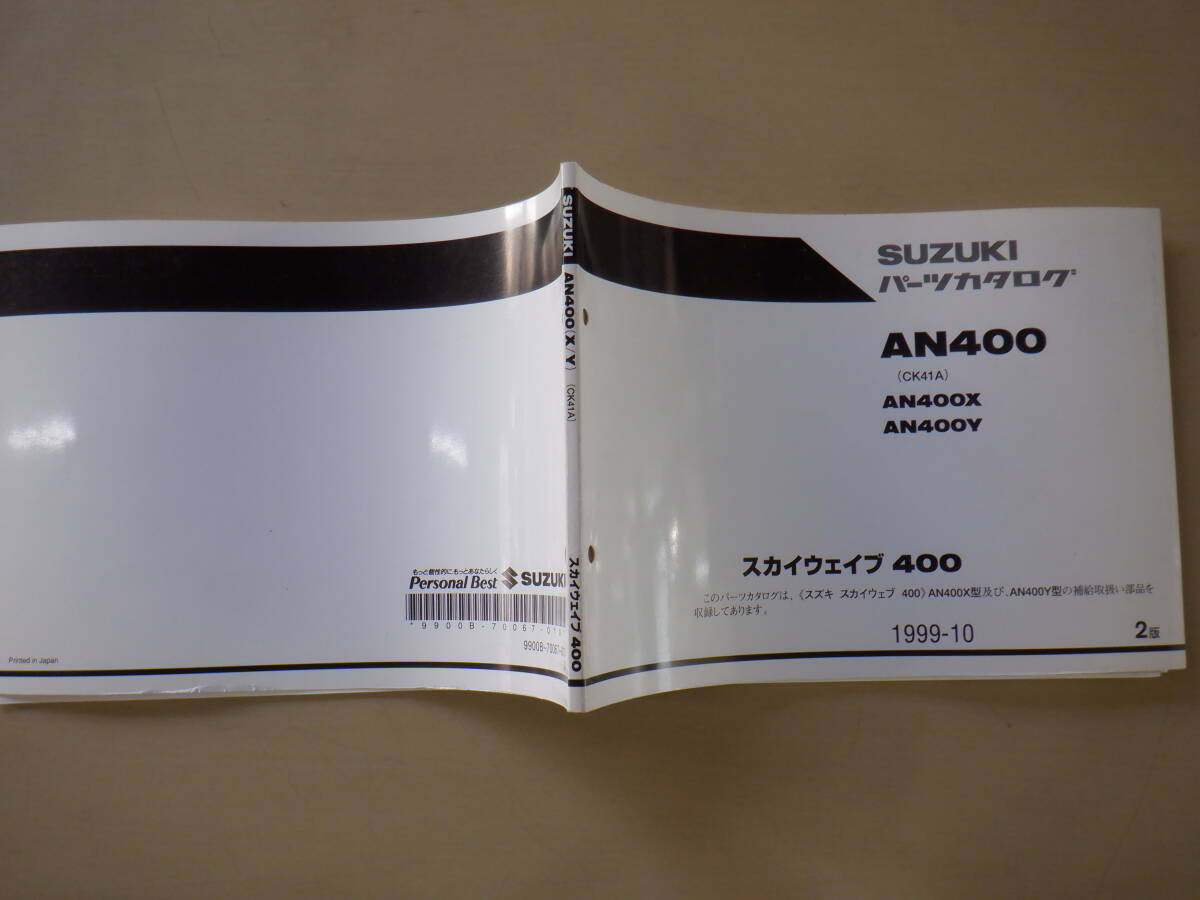 SUZUKI
パーツカタログ
AN400
(CK41A)
AN400X
AN400Y
スカイウェイブ 400
このパーツカタログは、《スズキ スカイウェブ 400》AN400X型及び、AN400Y型の補給取扱い部品を
収録してあります。
1999-10
2版
SUZUKI AN400(X/Y) (CK41A) スカイウェイブ 400
もっと個性的に、もっとあなたらしく
Personal Best SUZUKI
*9900B-70067-01
9900B-70067-
Printed in Japan